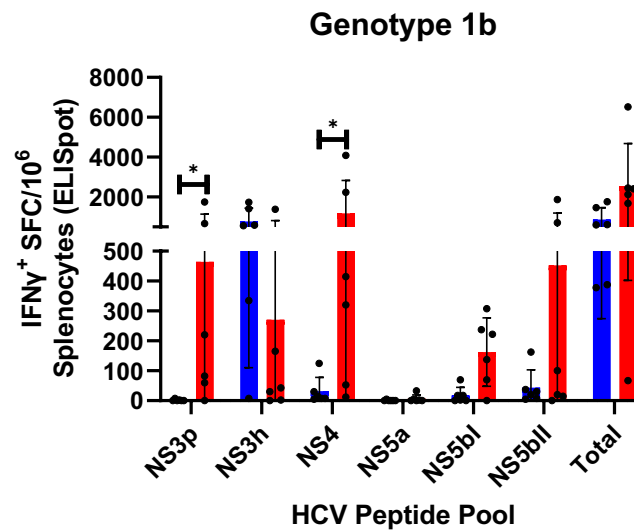 Genotype 1b
IFNγ⁺ SFC/10⁶
Splenocytes (ELISpot)
8000
6000
4000
2000
500
400
300
200
100
0
*
*
NS3p
NS3h
NS4
NS5a
NS5bI
NS5bII
Total
HCV Peptide Pool